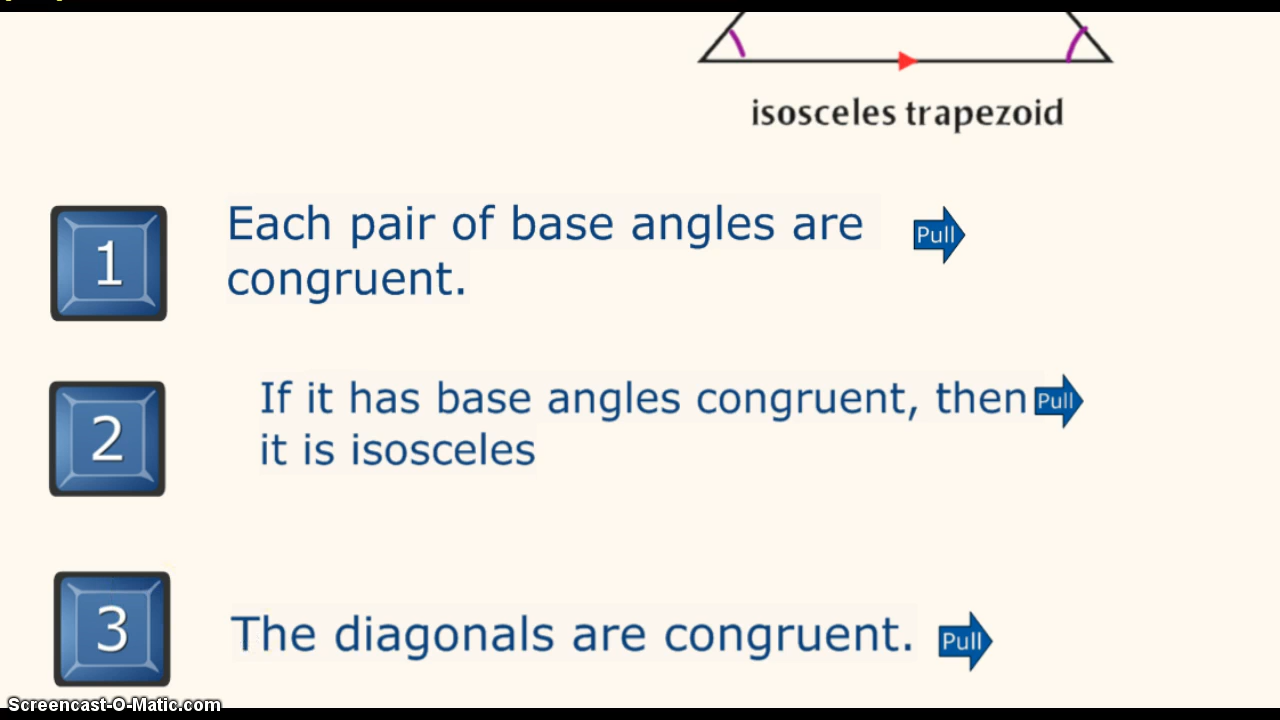 isosceles trapezoid
1
Each pair of base angles are
congruent.
Pull
2
If it has base angles congruent, then
it is isosceles
Pull
3
The diagonals are congruent.
Pull
Screencast-O-Matic.com